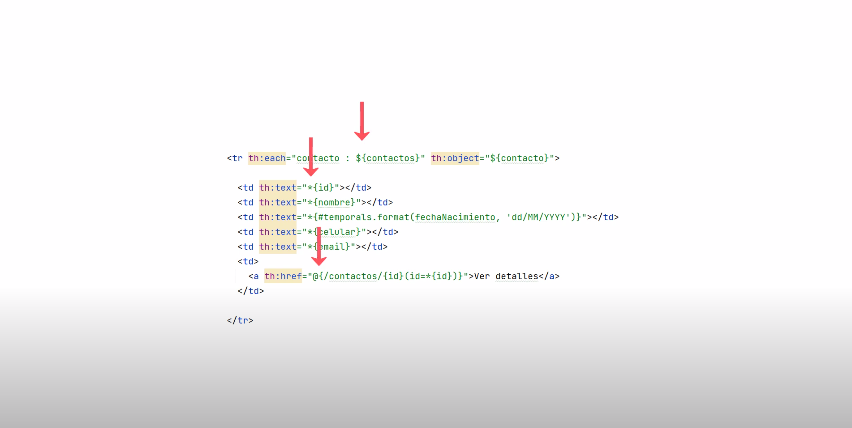 <tr th:each="contacto : ${contactos}" th:object="${contacto}">
<td th:text="*{id}"></td>
<td th:text="*{nombre}"></td>
<td th:text="*{#temporals.format(fechaNacimiento, 'dd/MM/YYYY')}"></td>
<td th:text="*{celular}"></td>
<td th:text="*{email}"></td>
<td>
<a th:href="@{/contactos/{id}(id=*{id})}">Ver detalles</a>
</td>
</tr>